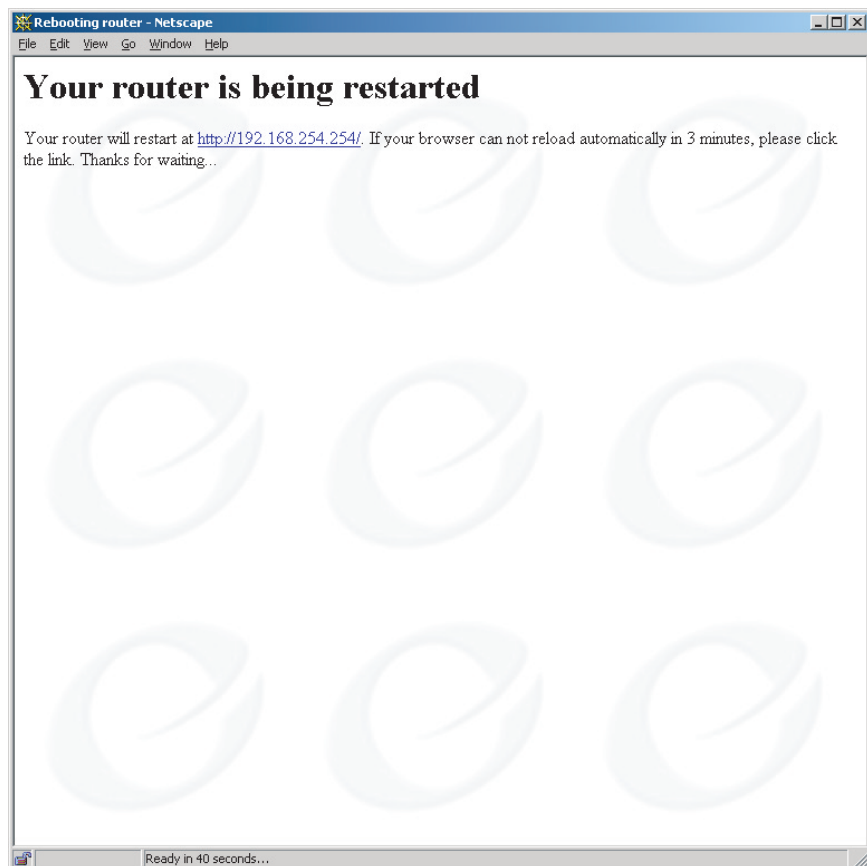 Rebooting router - Netscape
File Edit View Go Window Help
Your router is being restarted
Your router will restart at http://192.168.254.254/. If your browser can not reload automatically in 3 minutes, please click
the link. Thanks for waiting...
Ready in 40 seconds...